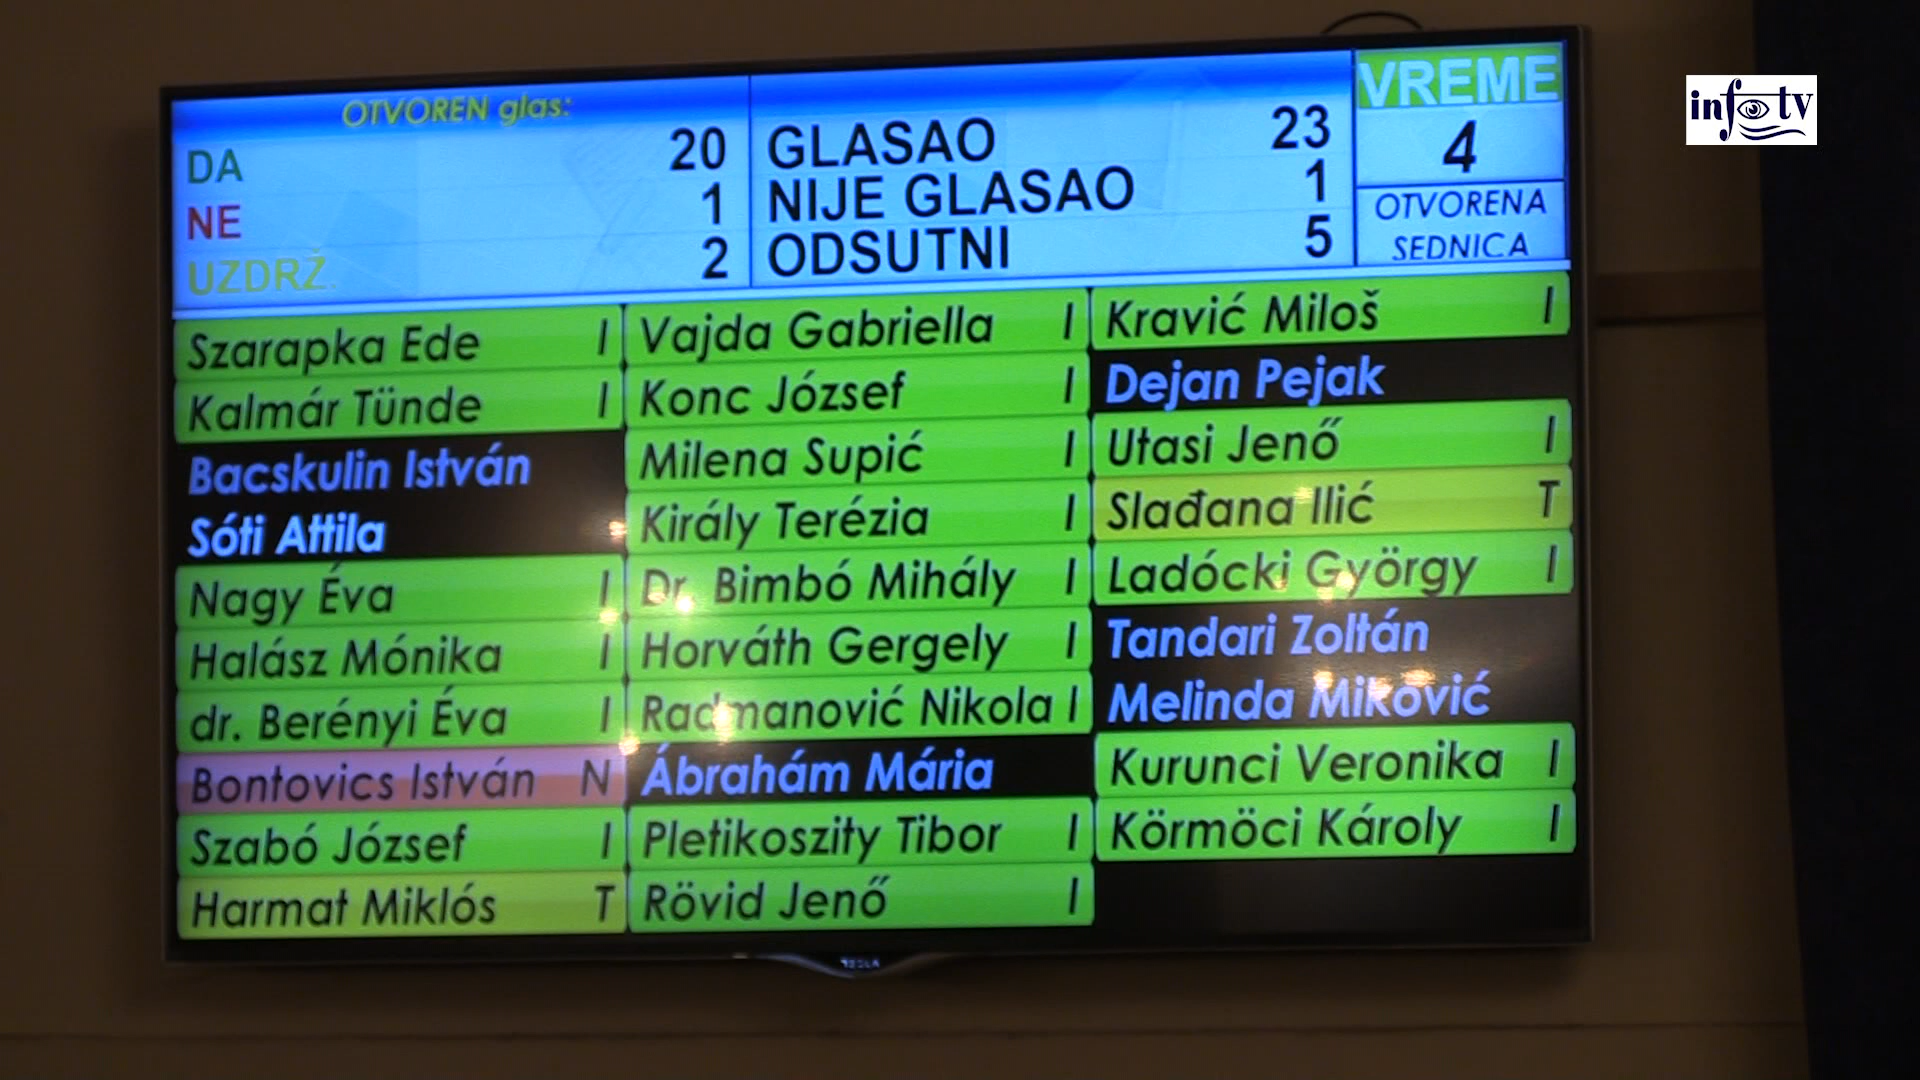 OTVOREN glas:
DA 20
NE 1
UZDRŽ. 2
GLASAO 23
NIJE GLASAO 1
ODSUTNI 5
VREME
4
OTVORENA
SEDNICA
info tv
Szarapka Ede I
Kalmár Tünde I
Bacskulin István
Sóti Attila
Nagy Éva I
Halász Mónika I
dr. Berényi Éva I
Bontovics István N
Szabó József I
Harmat Miklós T
Vajda Gabriella I
Konc József I
Milena Supić I
Király Terézia I
Dr. Bimbó Mihály I
Horváth Gergely I
Radmanović Nikola I
Ábrahám Mária
Pletikoszity Tibor I
Rövid Jenő I
Kravić Miloš I
Dejan Pejak
Utasi Jenő I
Slađana Ilić T
Ladócki György I
Tandari Zoltán
Melinda Miković
Kurunci Veronika I
Körmöci Károly I
TESLA